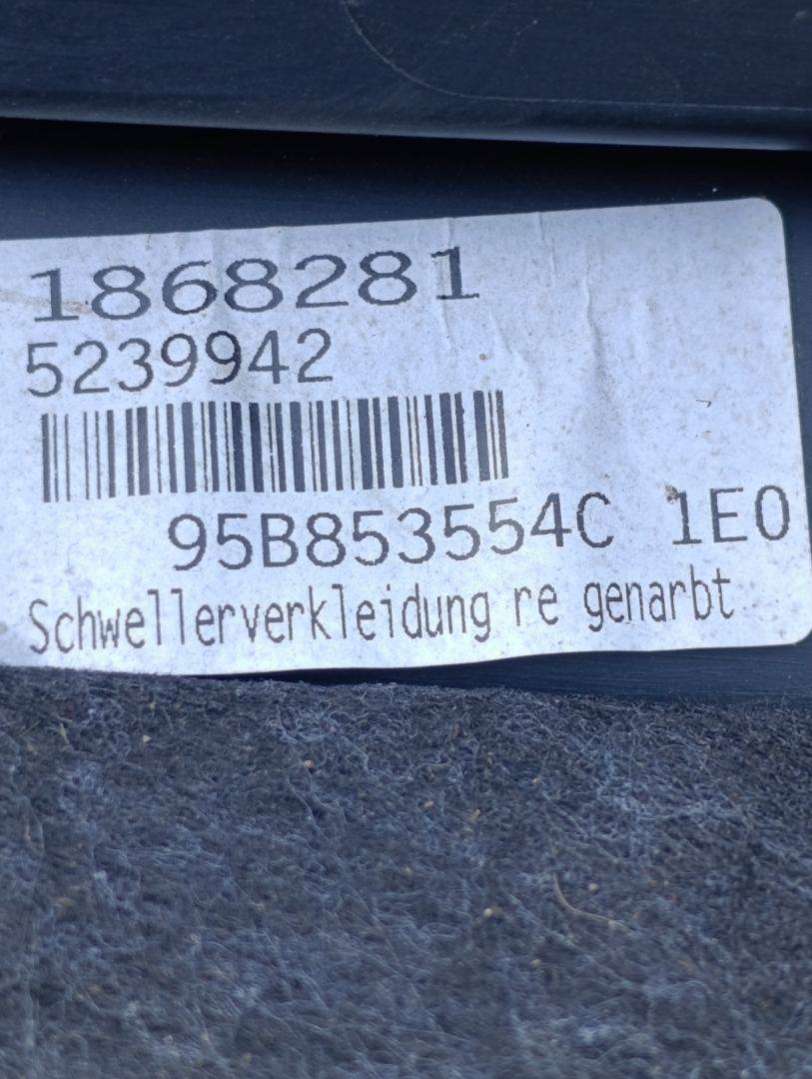 1868281
5239942
95B853554C 1E0
Schwellerverkleidung re genarbt